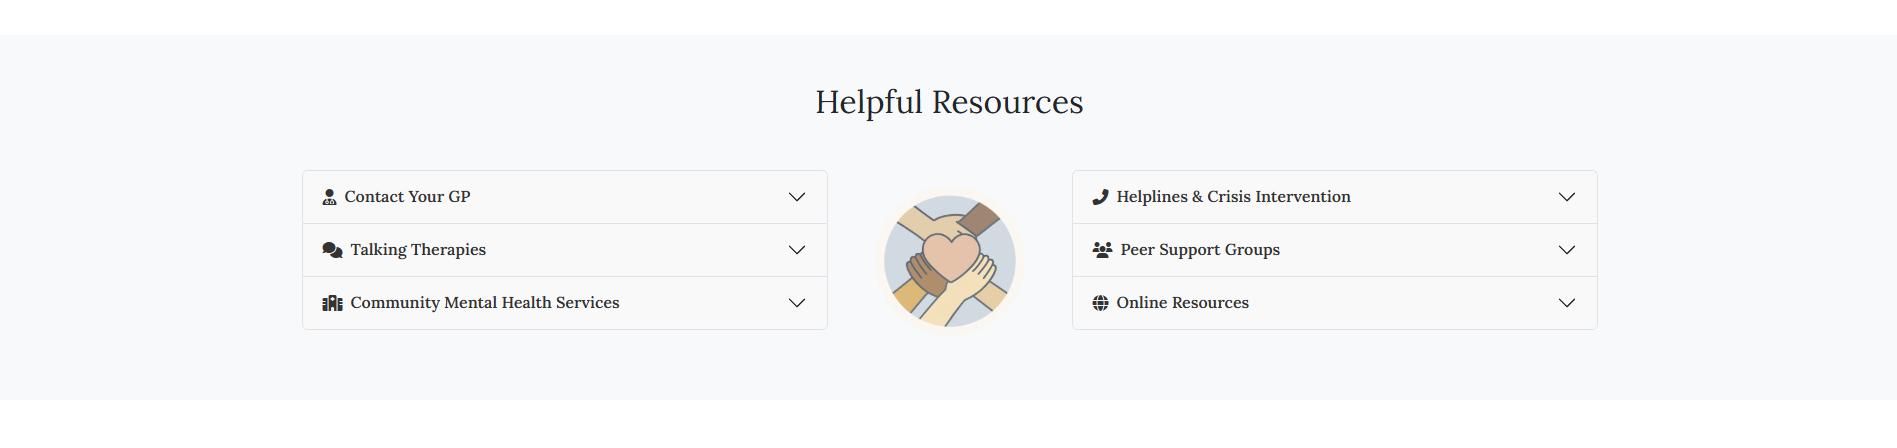 Helpful Resources
Contact Your GP
Talking Therapies
Community Mental Health Services
Helplines & Crisis Intervention
Peer Support Groups
Online Resources